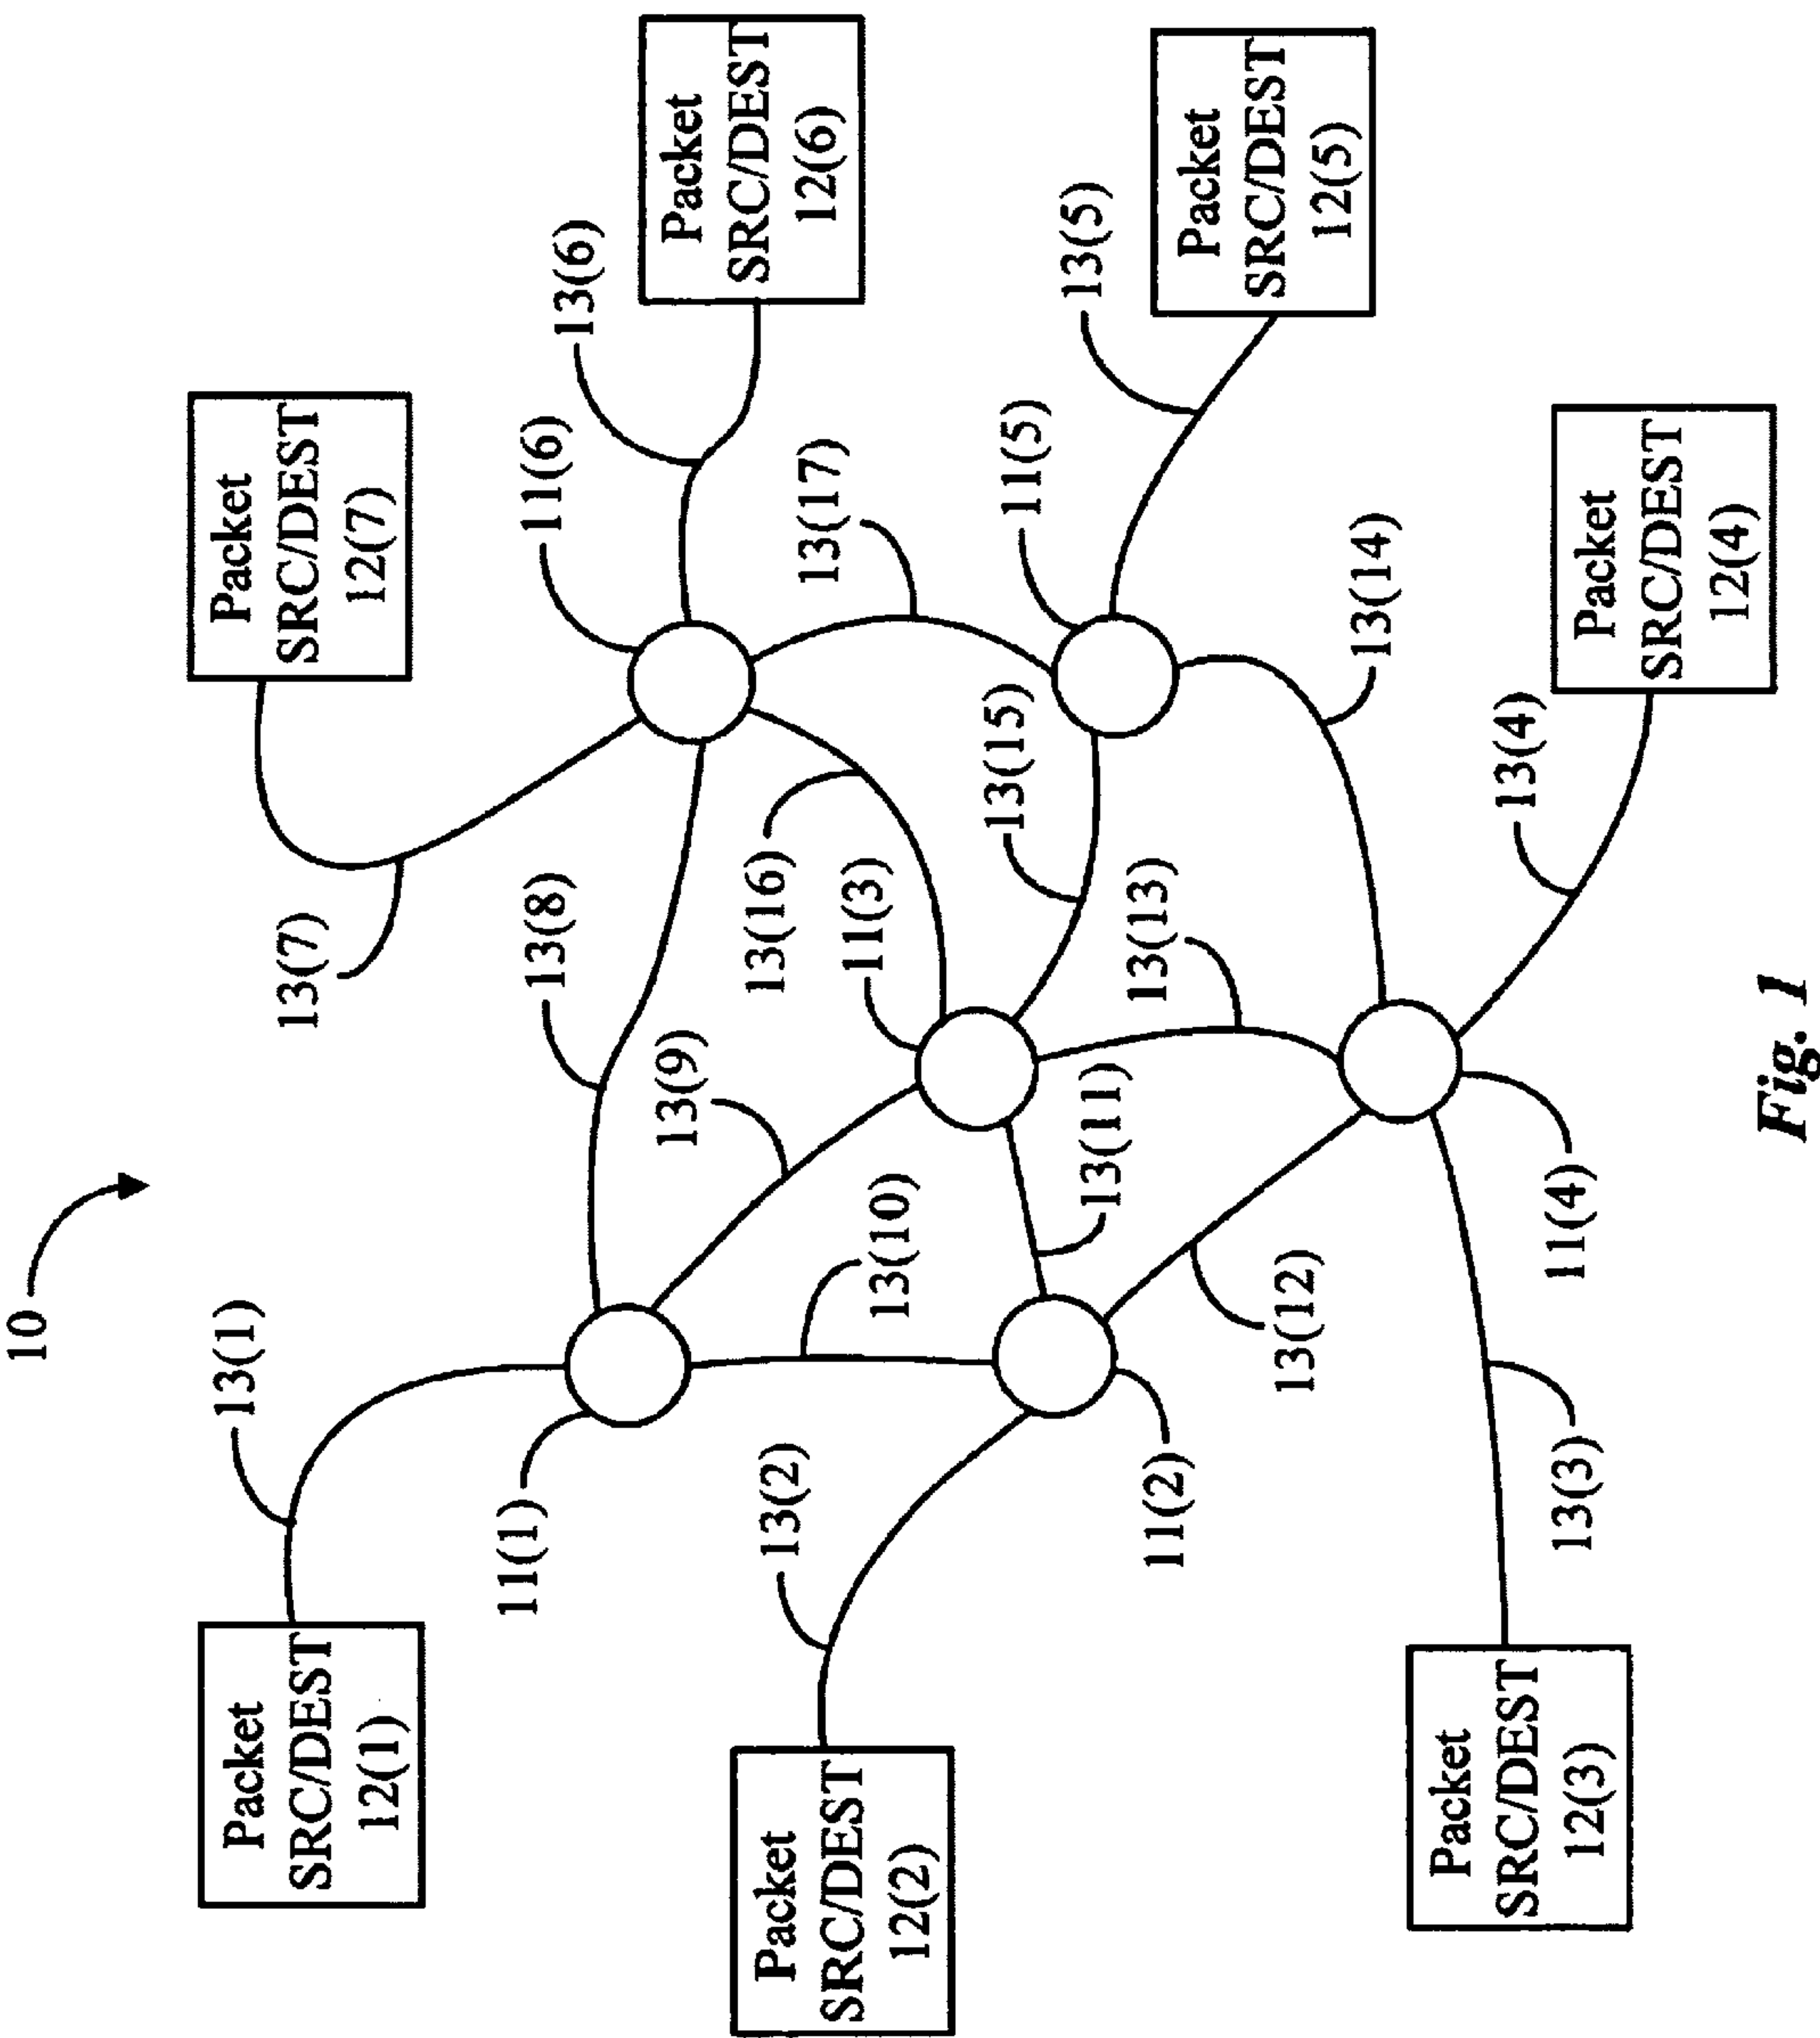 10
13(1)
Packet
SRC/DEST
12(1)
11(1)
13(7)
Packet
SRC/DEST
12(7)
13(8)
11(6)
13(6)
Packet
SRC/DEST
12(6)
13(9)
13(16)
13(17)
13(2)
13(10)
11(3)
Packet
SRC/DEST
12(2)
13(15)
11(5)
13(5)
Packet
SRC/DEST
12(5)
11(2)
13(11)
13(13)
13(12)
13(14)
13(4)
Packet
SRC/DEST
12(4)
Packet
SRC/DEST
12(3)
13(3)
11(4)
Fig. 1